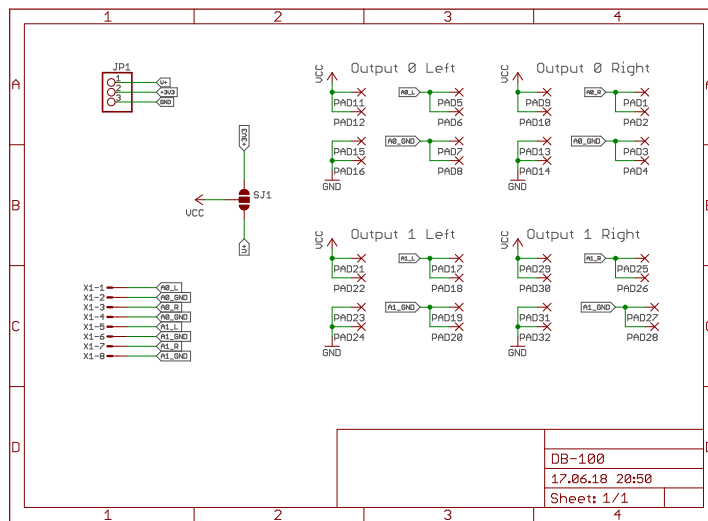 1 2 3 4
A
JP1
1 V+
2 +3V3
3 GND
VCC Output 0 Left
A0_L
PAD11 PAD5
PAD12 PAD6
A0_GND
PAD15 PAD7
PAD16 PAD8
GND
VCC Output 0 Right
A0_R
PAD9 PAD1
PAD10 PAD2
A0_GND
PAD13 PAD3
PAD14 PAD4
GND
B
+3V3
SJ1
VCC
V+
VCC Output 1 Left
A1_L
PAD21 PAD17
PAD22 PAD18
A1_GND
PAD23 PAD19
PAD24 PAD20
GND
VCC Output 1 Right
A1_R
PAD29 PAD25
PAD30 PAD26
A1_GND
PAD31 PAD27
PAD32 PAD28
GND
C
X1-1 A0_L
X1-2 A0_GND
X1-3 A0_R
X1-4 A0_GND
X1-5 A1_L
X1-6 A1_GND
X1-7 A1_R
X1-8 A1_GND
D
DB-100
17.06.18 20:50
Sheet: 1/1
1 2 3 4